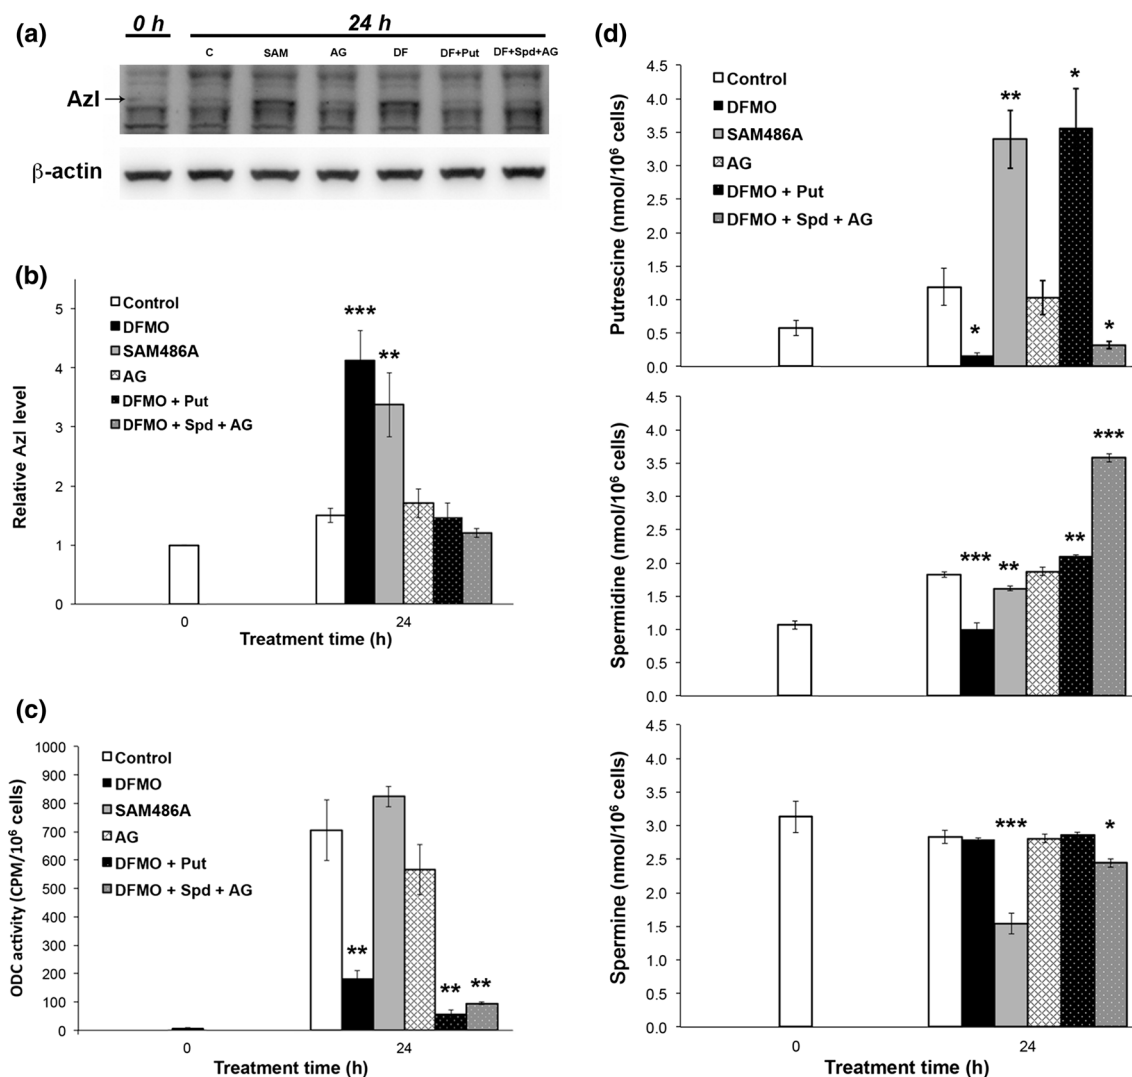 (a)
0 h
24 h
C SAM AG DF DF+Put DF+Spd+AG
AzI
β-actin
(b)
Relative AzI level
5
4
3
2
1
0
Control
DFMO
SAM486A
AG
DFMO + Put
DFMO + Spd + AG
***
**
0 24
Treatment time (h)
(c)
ODC activity (CPM/10⁶ cells)
1000
900
800
700
600
500
400
300
200
100
0
Control
DFMO
SAM486A
AG
DFMO + Put
DFMO + Spd + AG
**
** **
0 24
Treatment time (h)
(d)
Putrescine (nmol/10⁶ cells)
4.5
4.0
3.5
3.0
2.5
2.0
1.5
1.0
0.5
0.0
Control
DFMO
SAM486A
AG
DFMO + Put
DFMO + Spd + AG
* ** * *
Spermidine (nmol/10⁶ cells)
4.5
4.0
3.5
3.0
2.5
2.0
1.5
1.0
0.5
0.0
*** ** ** ***
Spermine (nmol/10⁶ cells)
4.5
4.0
3.5
3.0
2.5
2.0
1.5
1.0
0.5
0.0
*** *
0 24
Treatment time (h)